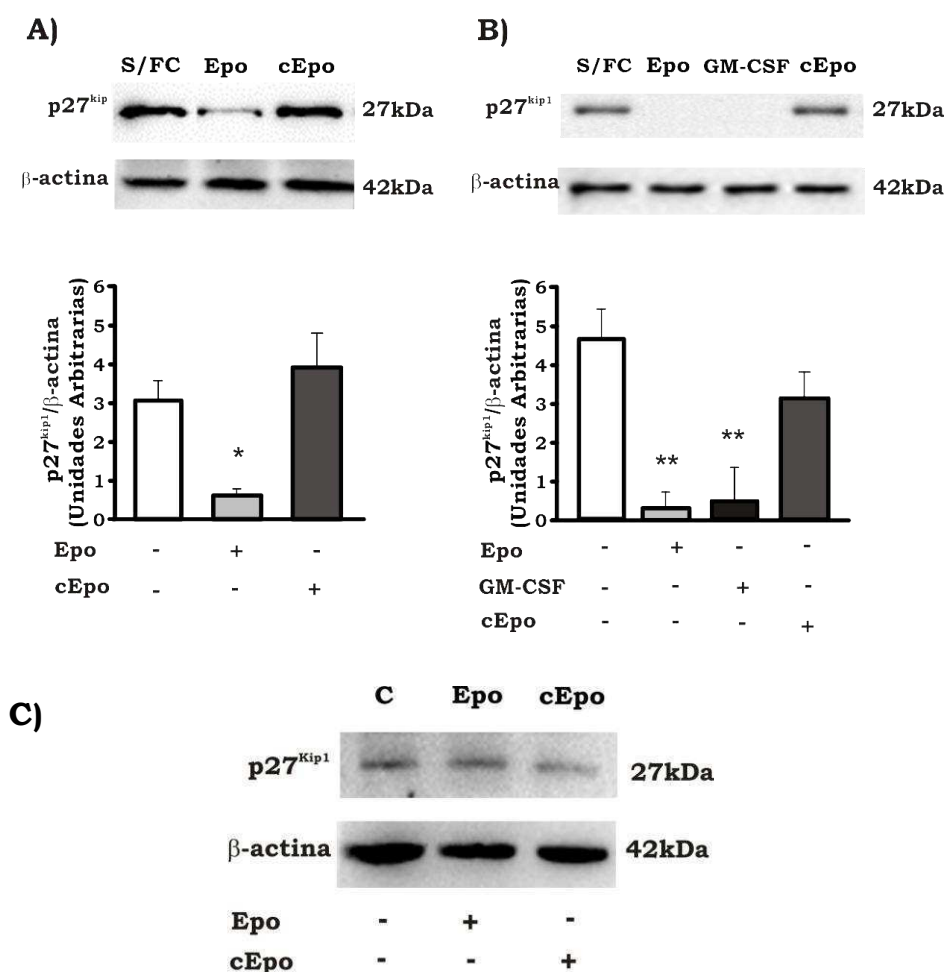 A)
S/FC Epo cEpo
p27kip 27kDa
β-actina 42kDa
p27kip1/β-actina
(Unidades Arbitrarias)
6
5
4
3
2
1
0
*
Epo - + -
cEpo - - +
B)
S/FC Epo GM-CSF cEpo
p27kip1 27kDa
β-actina 42kDa
p27kip1/β-actina
(Unidades Arbitrarias)
6
5
4
3
2
1
0
** **
Epo - + - -
GM-CSF - - + -
cEpo - - - +
C)
C Epo cEpo
p27Kip1 27kDa
β-actina 42kDa
Epo - + -
cEpo - - +